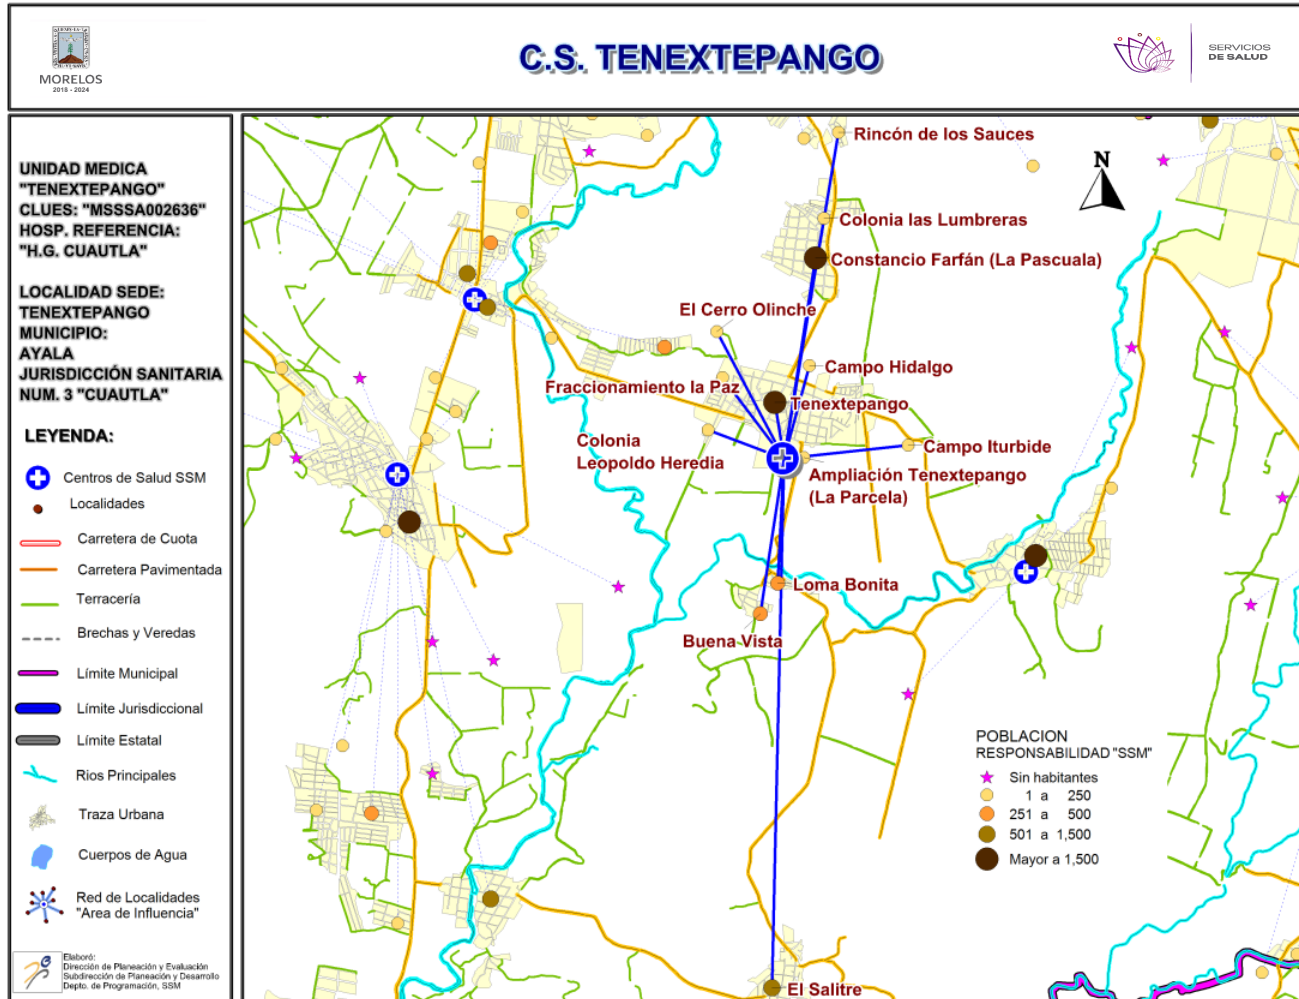 MORELOS
2018 - 2024
C.S. TENEXTEPANGO
SERVICIOS
DE SALUD
UNIDAD MEDICA
"TENEXTEPANGO"
CLUES: "MSSSA002636"
HOSP. REFERENCIA:
"H.G. CUAUTLA"
LOCALIDAD SEDE:
TENEXTEPANGO
MUNICIPIO:
AYALA
JURISDICCIÓN SANITARIA
NUM. 3 "CUAUTLA"
LEYENDA:
Centros de Salud SSM
Localidades
Carretera de Cuota
Carretera Pavimentada
Terracería
Brechas y Veredas
Límite Municipal
Límite Jurisdiccional
Límite Estatal
Rios Principales
Traza Urbana
Cuerpos de Agua
Red de Localidades
"Area de Influencia"
Elaboró:
Dirección de Planeación y Evaluación
Subdirección de Planeación y Desarrollo
Depto. de Programación, SSM
N
Rincón de los Sauces
Colonia las Lumbreras
Constancio Farfán (La Pascuala)
El Cerro Olinche
Campo Hidalgo
Fraccionamiento la Paz
Tenextepango
Colonia
Leopoldo Heredia
Campo Iturbide
Ampliación Tenextepango
(La Parcela)
Loma Bonita
Buena Vista
El Salitre
POBLACION
RESPONSABILIDAD "SSM"
Sin habitantes
1 a 250
251 a 500
501 a 1,500
Mayor a 1,500